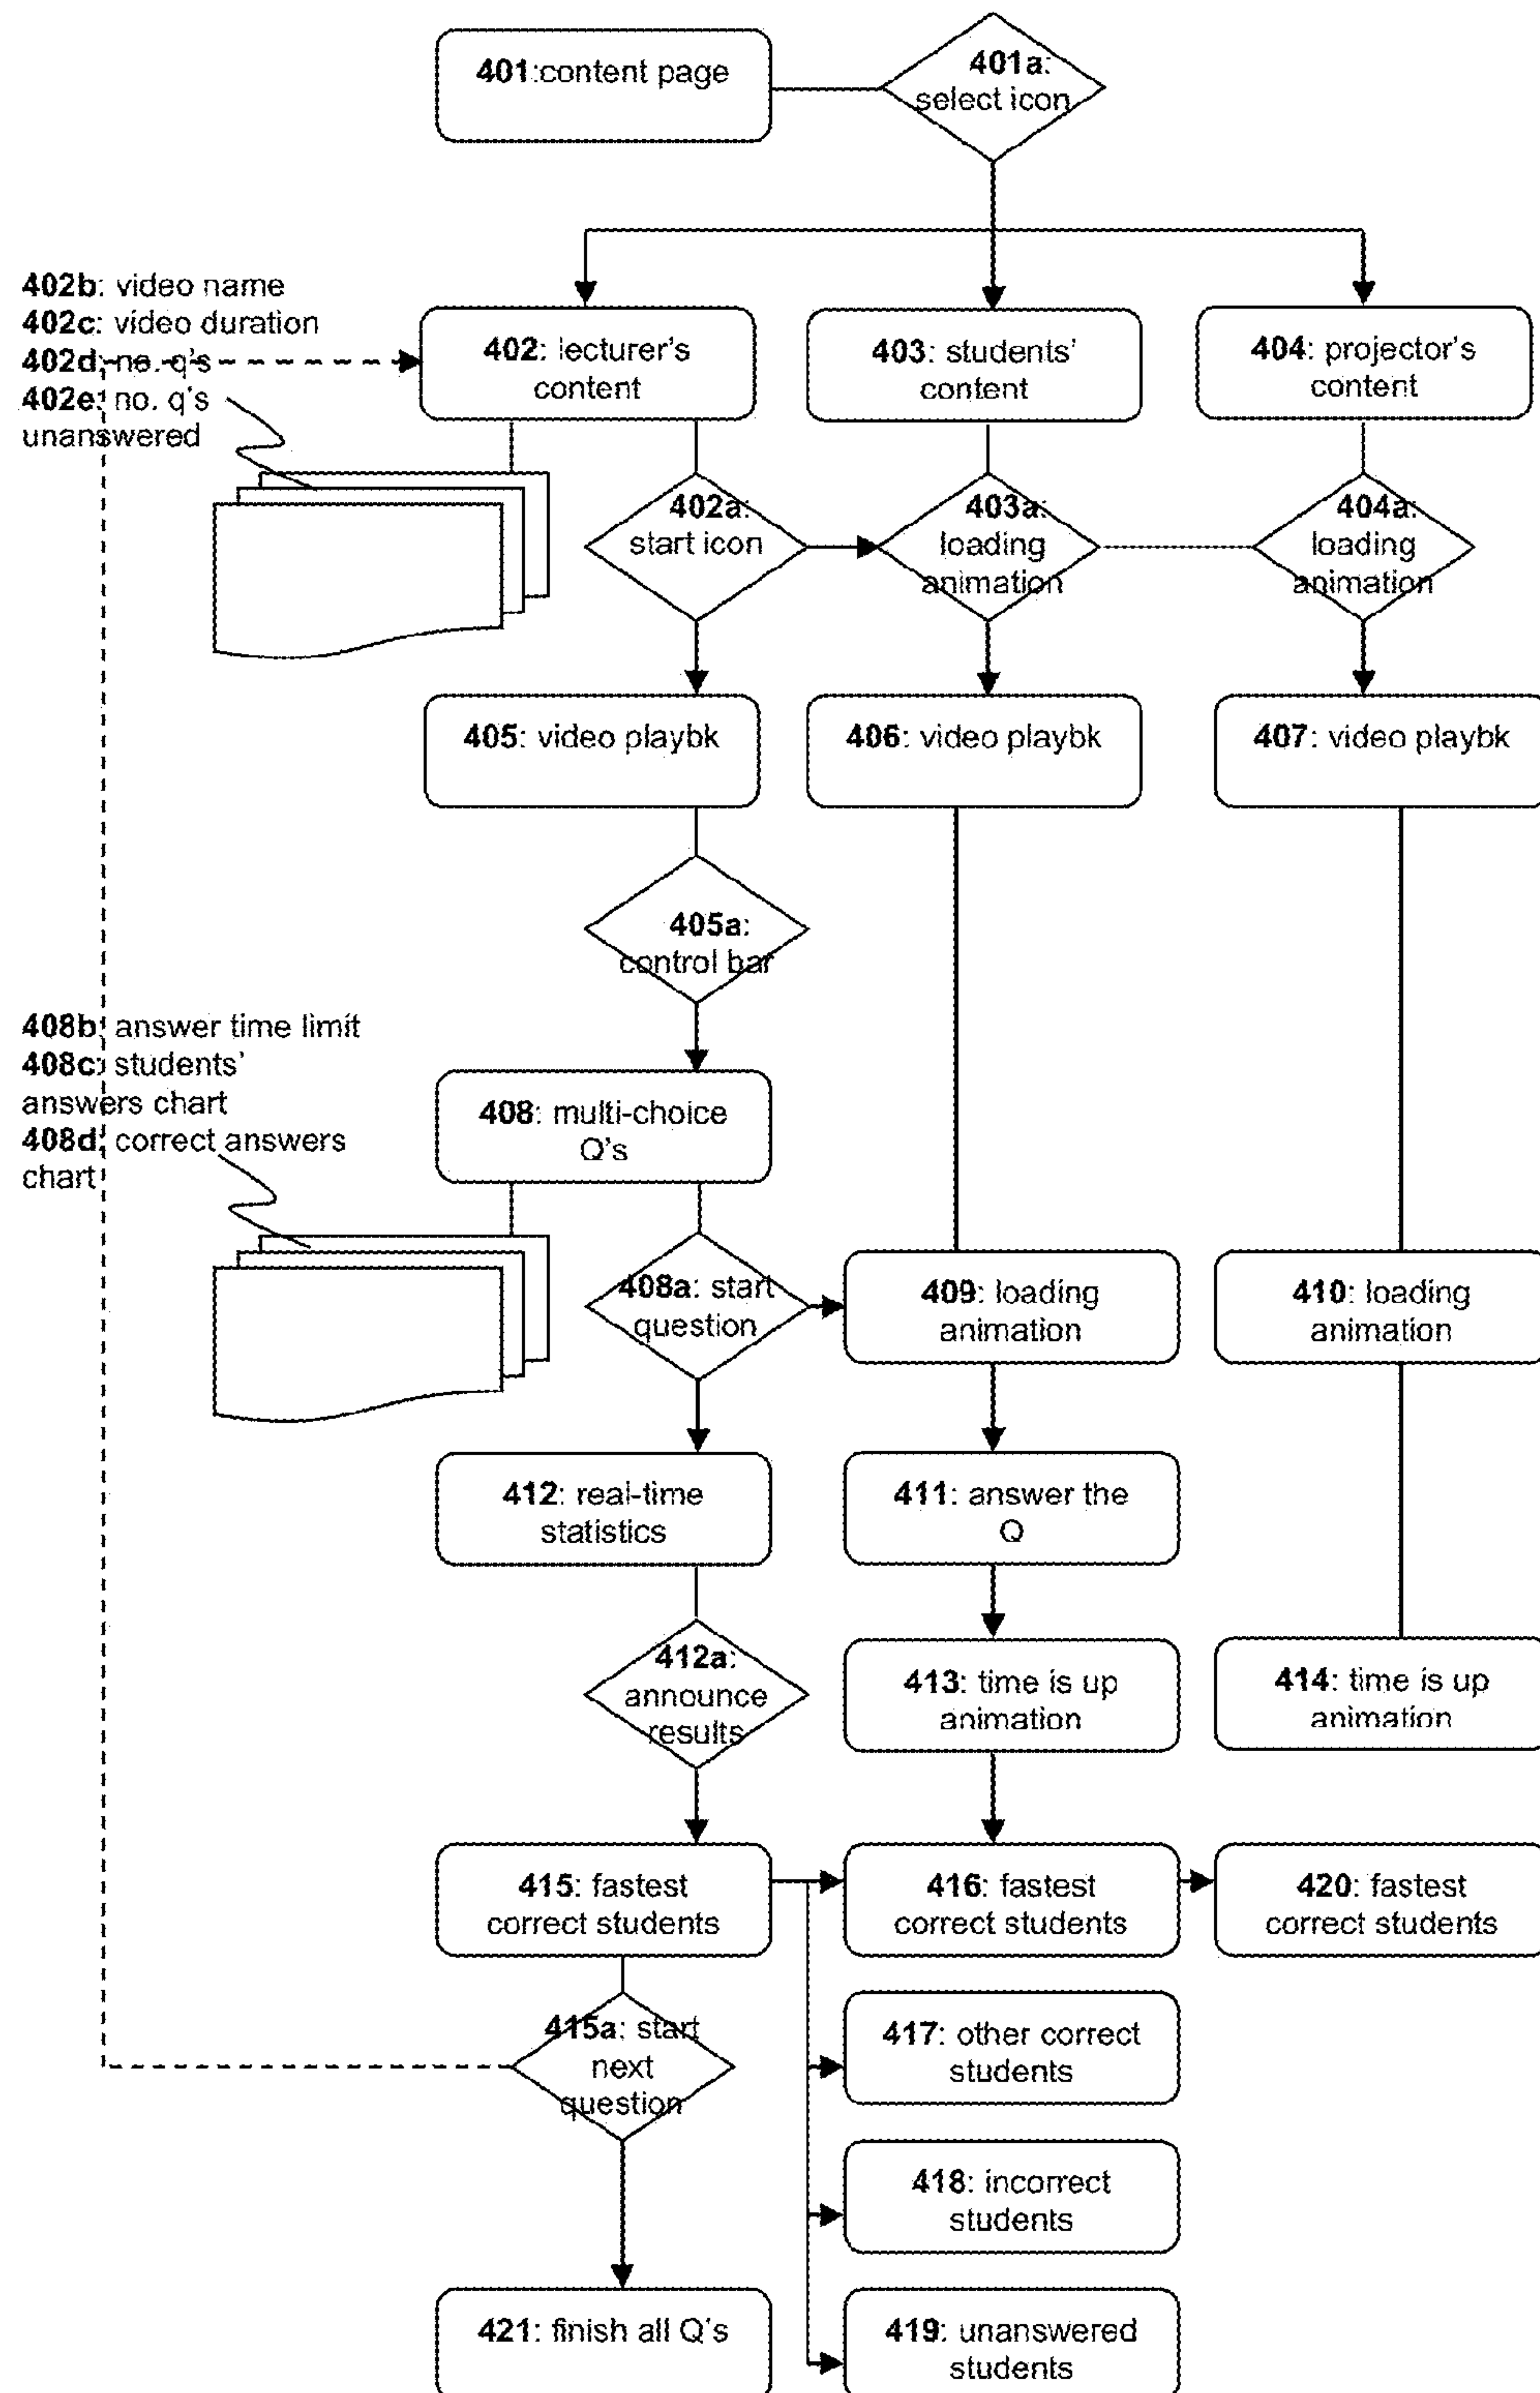 401:content page
401a:
select icon
402b: video name
402c: video duration
402d: no. q's
402e: no. q's
unanswered
402: lecturer's
content
403: students'
content
404: projector's
content
402a:
start icon
403a:
loading
animation
404a:
loading
animation
405: video playbk
406: video playbk
407: video playbk
405a:
control bar
408b: answer time limit
408c: students'
answers chart
408d: correct answers
chart
408: multi-choice
Q's
408a: start
question
409: loading
animation
410: loading
animation
412: real-time
statistics
411: answer the
Q
412a:
announce
results
413: time is up
animation
414: time is up
animation
415: fastest
correct students
416: fastest
correct students
420: fastest
correct students
415a: start
next
question
417: other correct
students
418: incorrect
students
421: finish all Q's
419: unanswered
students